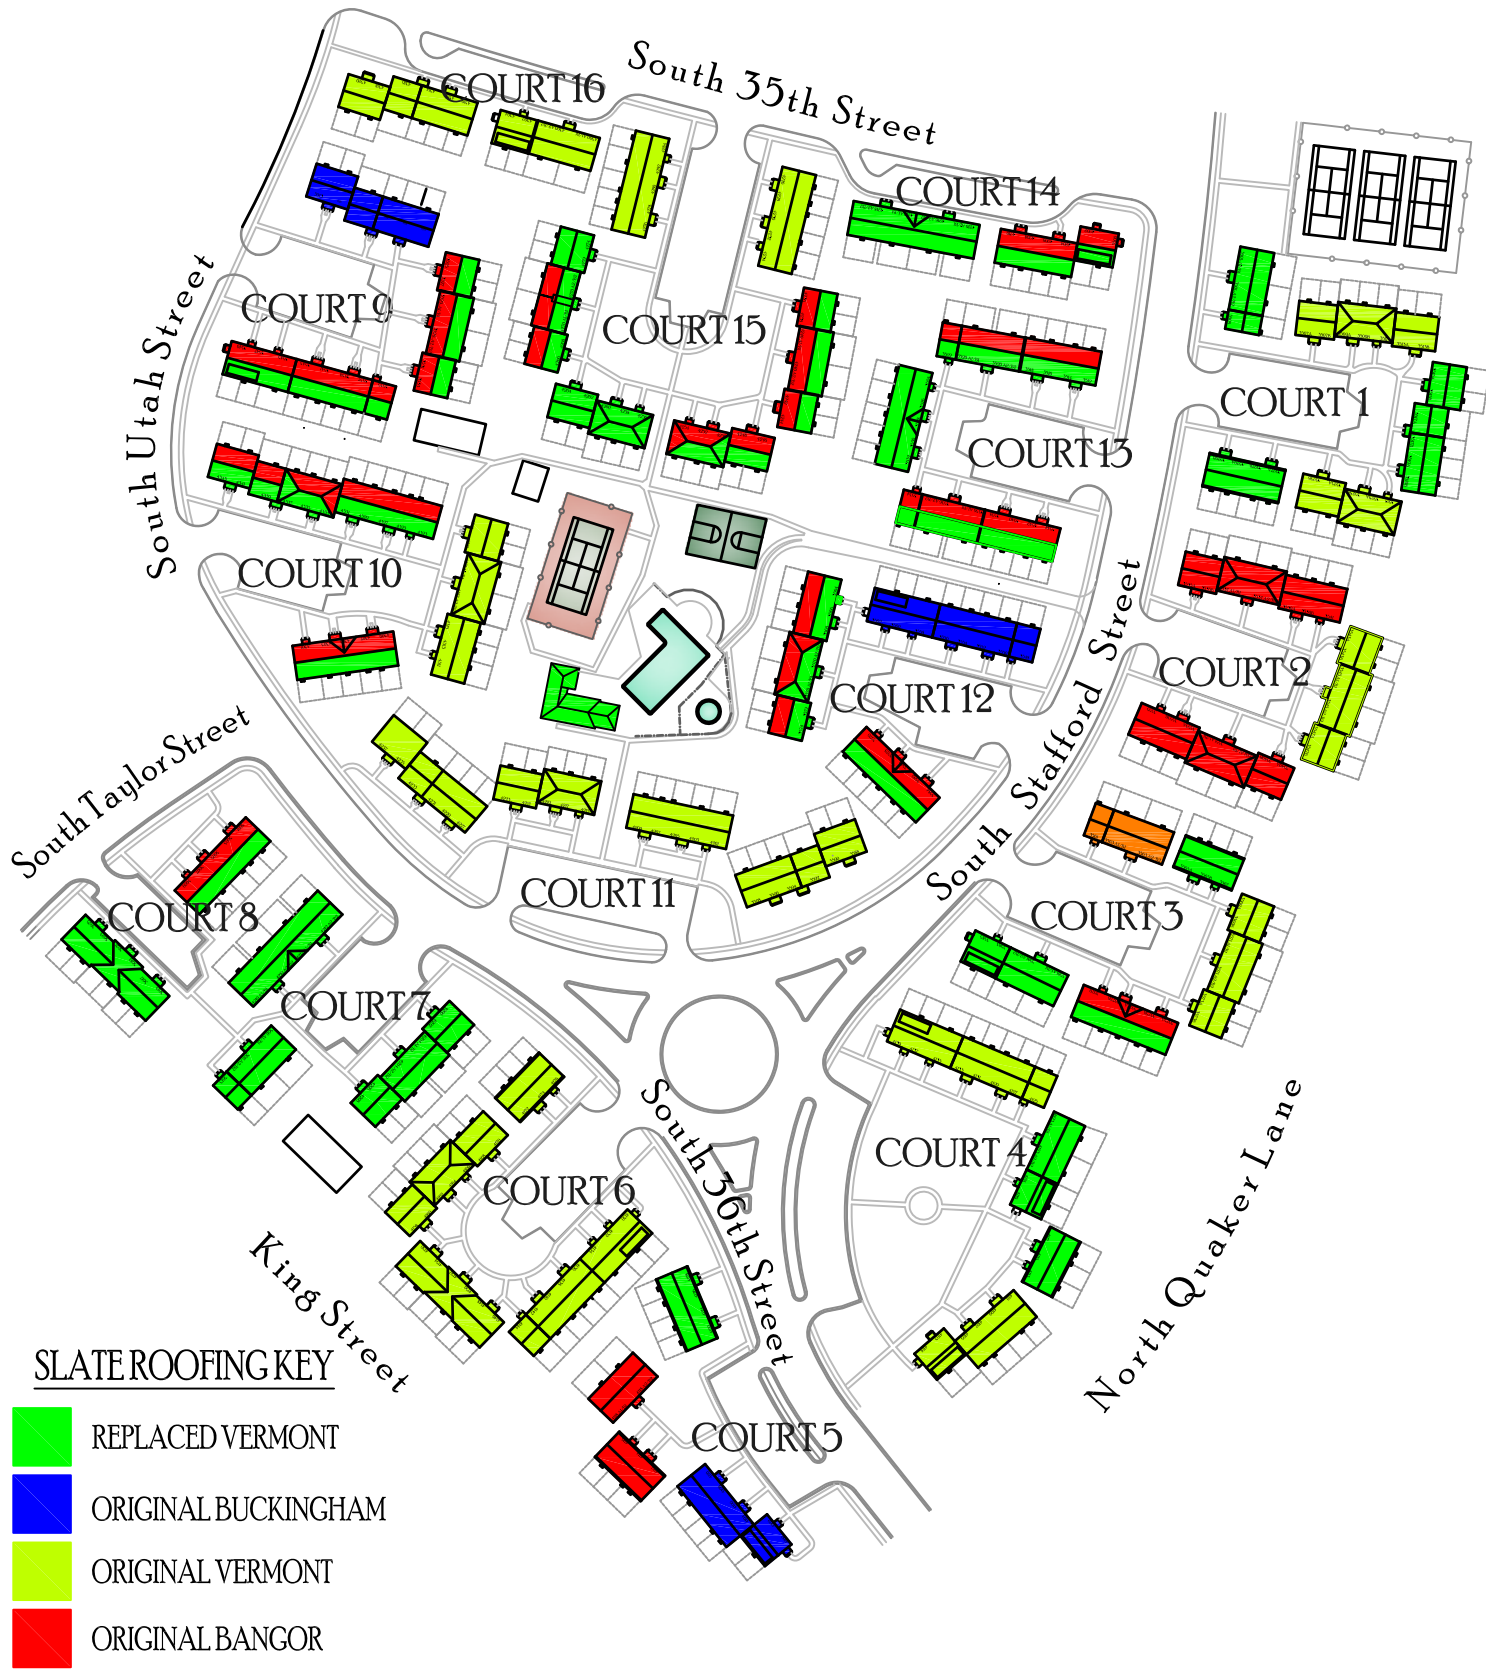 South 35th Street
COURT 16
COURT 14
South Utah Street
COURT 9
COURT 15
COURT 1
COURT 13
COURT 10
COURT 2
COURT 12
South Stafford Street
South Taylor Street
COURT 11
COURT 8
COURT 3
COURT 7
COURT 4
COURT 6
South 36th Street
North Quaker Lane
King Street
COURT 5
SLATE ROOFING KEY
REPLACED VERMONT
ORIGINAL BUCKINGHAM
ORIGINAL VERMONT
ORIGINAL BANGOR